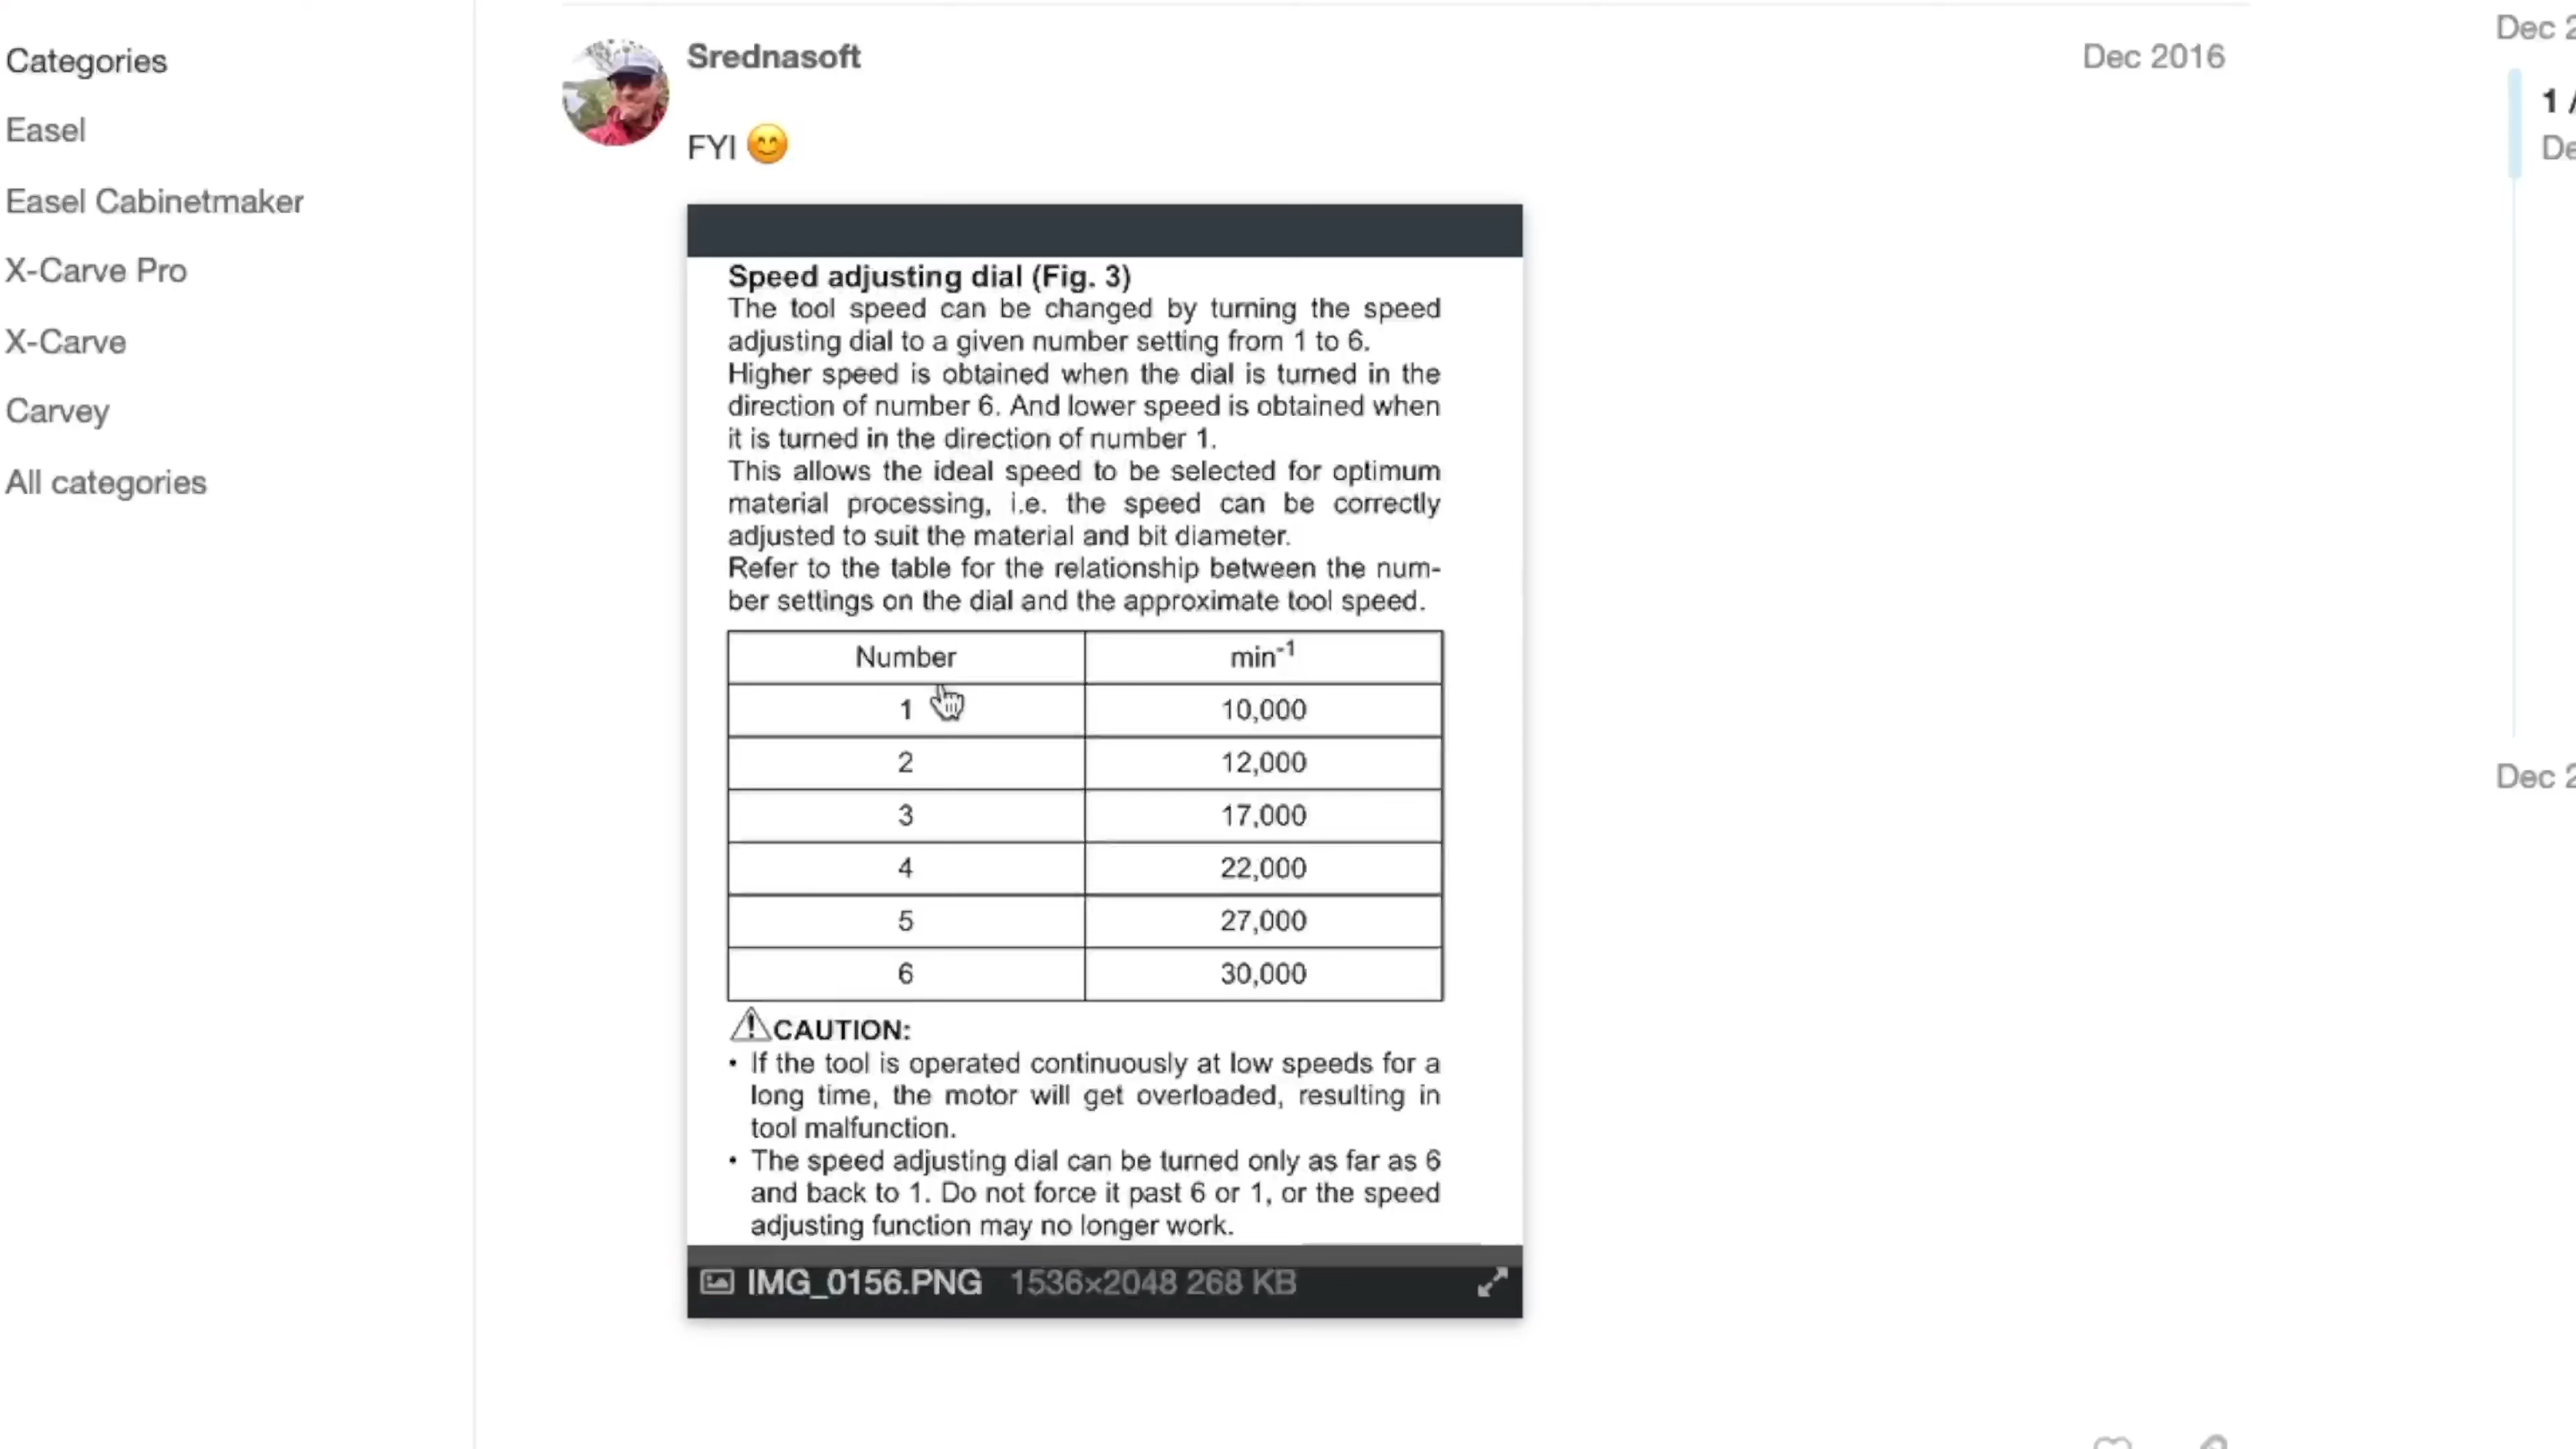 Categories
Easel
Easel Cabinetmaker
X-Carve Pro
X-Carve
Carvey
All categories
Srednasoft
Dec 2016
FYI 😊
Speed adjusting dial (Fig. 3)
The tool speed can be changed by turning the speed
adjusting dial to a given number setting from 1 to 6.
Higher speed is obtained when the dial is turned in the
direction of number 6. And lower speed is obtained when
it is turned in the direction of number 1.
This allows the ideal speed to be selected for optimum
material processing, i.e. the speed can be correctly
adjusted to suit the material and bit diameter.
Refer to the table for the relationship between the num-
ber settings on the dial and the approximate tool speed.
Number min⁻¹
1 10,000
2 12,000
3 17,000
4 22,000
5 27,000
6 30,000
⚠CAUTION:
• If the tool is operated continuously at low speeds for a
long time, the motor will get overloaded, resulting in
tool malfunction.
• The speed adjusting dial can be turned only as far as 6
and back to 1. Do not force it past 6 or 1, or the speed
adjusting function may no longer work.
IMG_0156.PNG 1536×2048 268 KB
Dec 2
1 /
De
Dec 2